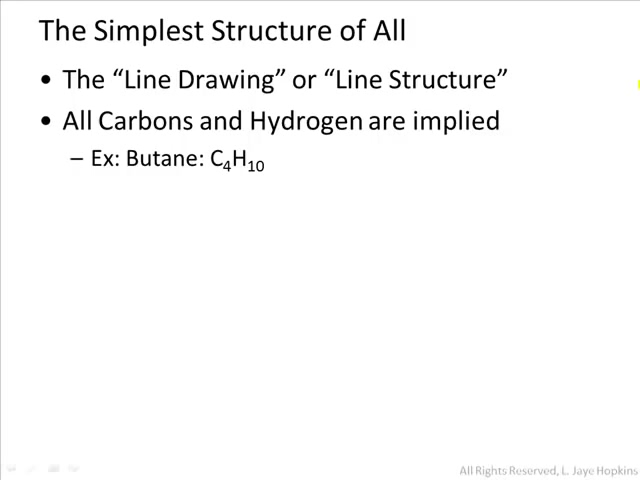 The Simplest Structure of All
• The “Line Drawing” or “Line Structure”
• All Carbons and Hydrogen are implied
– Ex: Butane: C₄H₁₀
All Rights Reserved, L. Jaye Hopkins